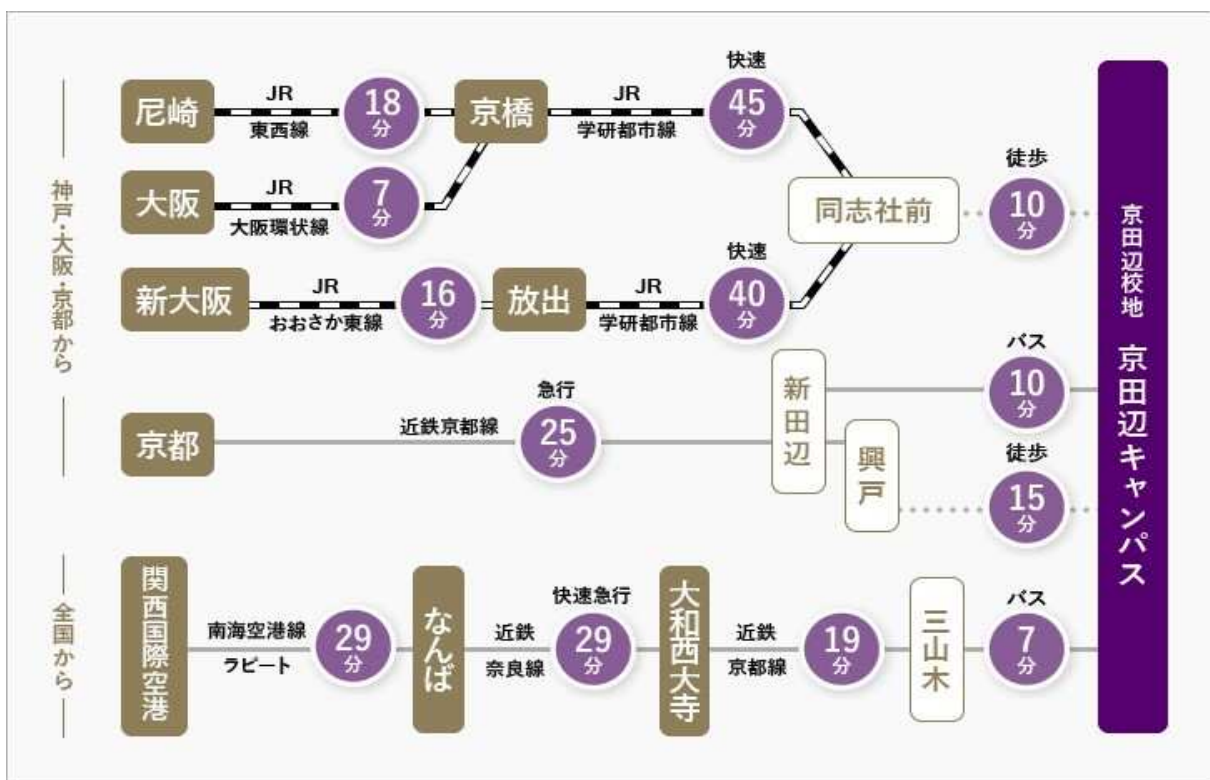 神戸・大阪・京都から
尼崎
JR
東西線
18分
京橋
JR
学研都市線
快速
45分
大阪
JR
大阪環状線
7分
同志社前
徒歩
10分
新大阪
JR
おおさか東線
16分
放出
JR
学研都市線
快速
40分
京都
近鉄京都線
急行
25分
新田辺
バス
10分
興戸
徒歩
15分
全国から
関西国際空港
南海空港線
ラピート
29分
なんば
近鉄
奈良線
快速急行
29分
大和西大寺
近鉄
京都線
19分
三山木
バス
7分
京田辺校地 京田辺キャンパス